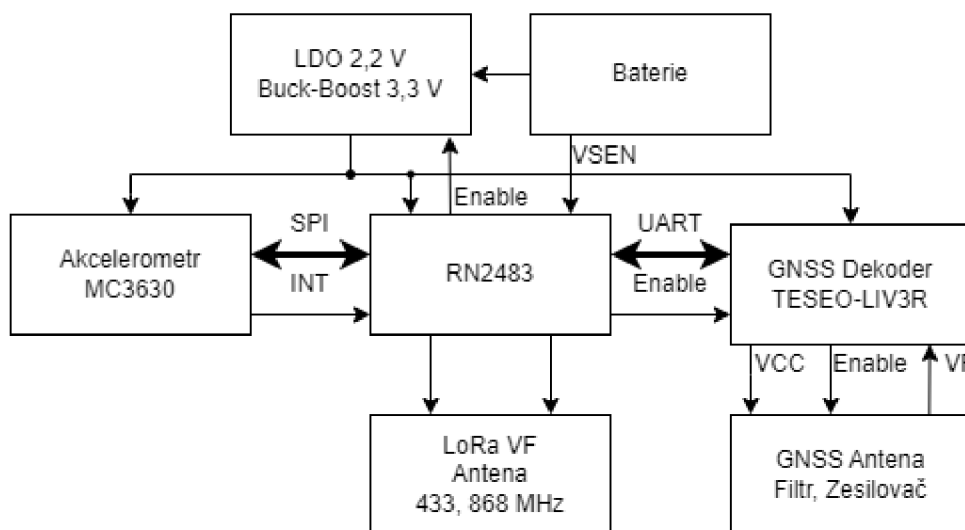 LDO 2,2 V
Buck-Boost 3,3 V
Baterie
VSEN
Enable
Akcelerometr
MC3630
SPI
INT
RN2483
UART
Enable
GNSS Dekoder
TESEO-LIV3R
VCC
Enable
LoRa VF
Antena
433, 868 MHz
GNSS Antena
Filtr, Zesilovač